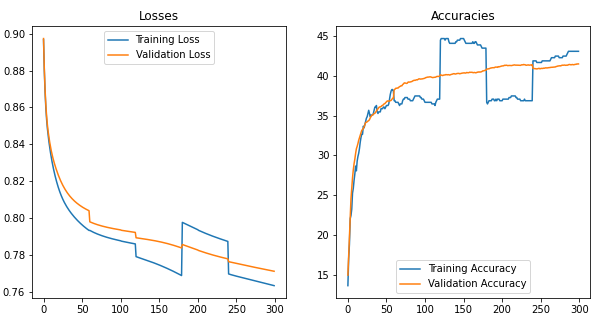 Losses
0.90
0.88
0.86
0.84
0.82
0.80
0.78
0.76
0 50 100 150 200 250 300
Training Loss
Validation Loss
Accuracies
45
40
35
30
25
20
15
0 50 100 150 200 250 300
Training Accuracy
Validation Accuracy